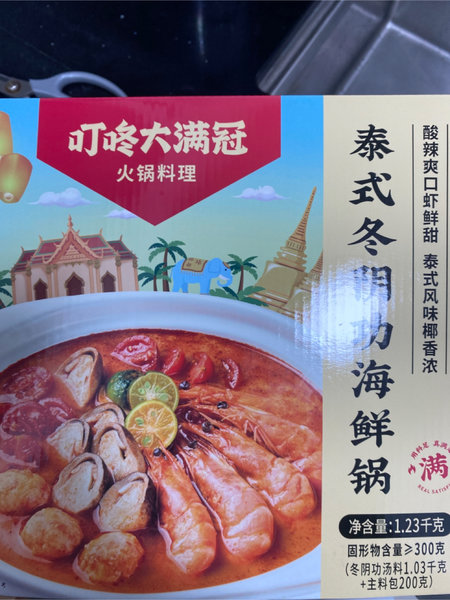 叮咚大满冠
火锅料理
泰式冬阴功海鲜锅
酸辣爽口虾鲜甜 泰式风味椰香浓
满
净含量:1.23千克
固形物含量≥300克
(冬阴功汤料1.03千克
+主料包200克)